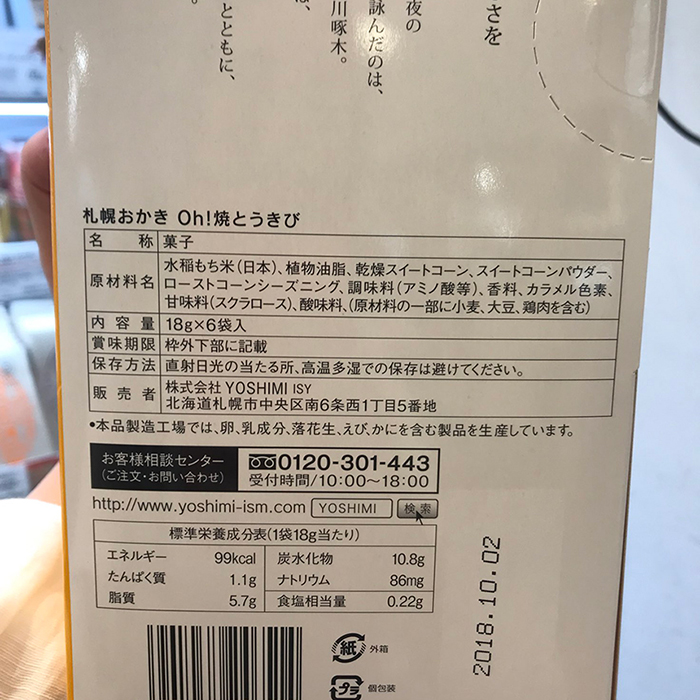 さを
夜の
詠んだのは、
川啄木。
は、
とともに、
。
札幌おかき Oh!焼とうきび
名称 菓子
原材料名 水稲もち米(日本)、植物油脂、乾燥スイートコーン、スイートコーンパウダー、
ローストコーンシーズニング、調味料(アミノ酸等)、香料、カラメル色素、
甘味料(スクラロース)、酸味料、(原材料の一部に小麦、大豆、鶏肉を含む)
内容量 18g×6袋入
賞味期限 枠外下部に記載
保存方法 直射日光の当たる所、高温多湿での保存は避けてください。
販売者 株式会社 YOSHIMI ISY
北海道札幌市中央区南6条西1丁目5番地
•本品製造工場では、卵、乳成分、落花生、えび、かにを含む製品を生産しています。
お客様相談センター
(ご注文・お問い合わせ)
0120-301-443
受付時間/10:00〜18:00
http://www.yoshimi-ism.com YOSHIMI 検索
標準栄養成分表(1袋18g当たり)
エネルギー 99kcal 炭水化物 10.8g
たんぱく質 1.1g ナトリウム 86mg
脂質 5.7g 食塩相当量 0.22g
2018.10.02
紙 外箱
プラ 個包装